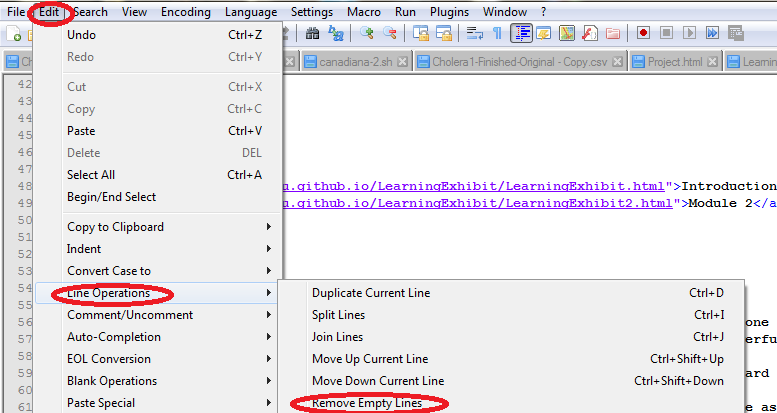 File Edit Search View Encoding Language Settings Macro Run Plugins Window ?
Undo Ctrl+Z
Redo Ctrl+Y
canadiana-2.sh
Cholera1-Finished-Original - Copy.csv
Project.html
Learnin
42
Cut Ctrl+X
43
44
Copy Ctrl+C
45
Paste Ctrl+V
46
Delete DEL
47
Select All Ctrl+A
48
u.github.io/LearningExhibit/LearningExhibit.html">Introduction
Begin/End Select
49
u.github.io/LearningExhibit/LearningExhibit2.html">Module 2</a
50
Copy to Clipboard
51
Indent
52
53
Convert Case to
54
Line Operations
Duplicate Current Line Ctrl+D
55
Comment/Uncomment
Split Lines Ctrl+I
56
one
Auto-Completion
Join Lines Ctrl+J
57
erfu
58
EOL Conversion
Move Up Current Line Ctrl+Shift+Up
59
ard
Blank Operations
Move Down Current Line Ctrl+Shift+Down
60
Paste Special
Remove Empty Lines
61
e as